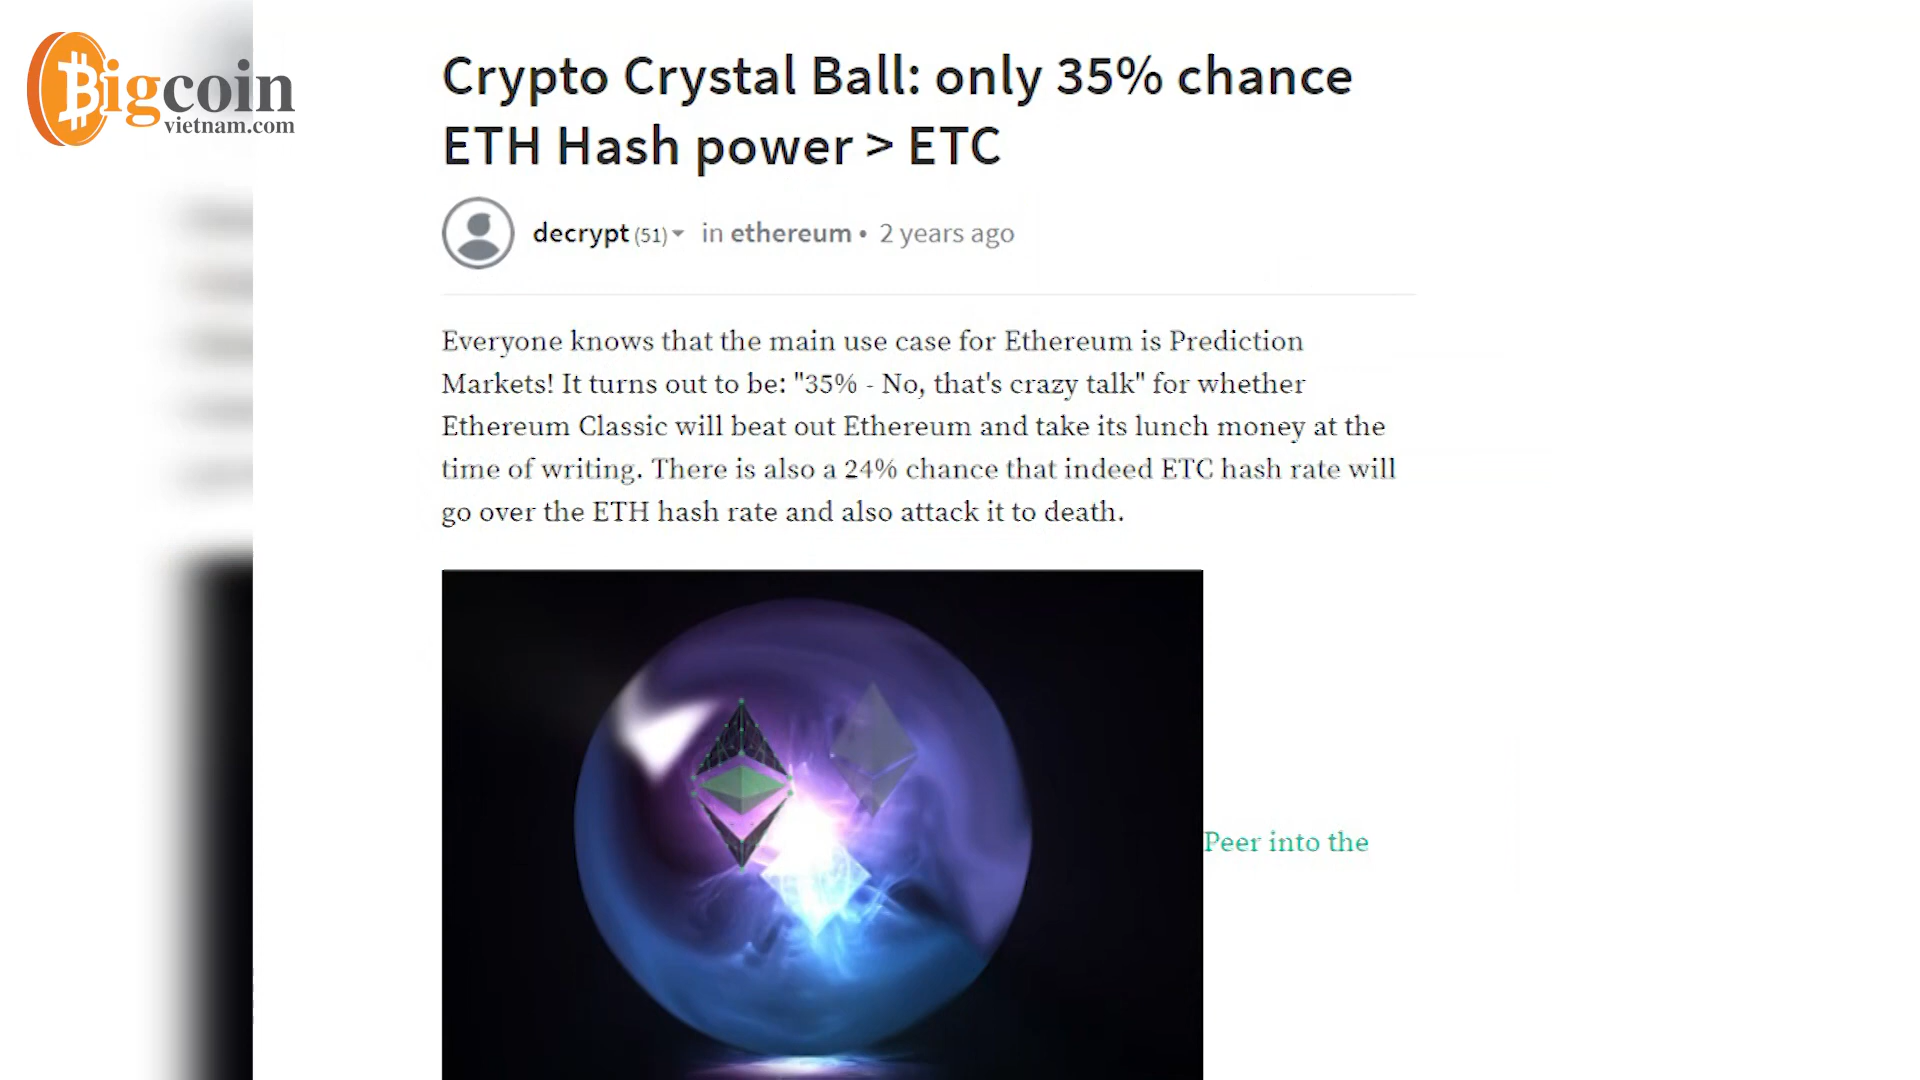 Bigcoin
vietnam.com
Crypto Crystal Ball: only 35% chance
ETH Hash power > ETC
decrypt (51) in ethereum • 2 years ago
Everyone knows that the main use case for Ethereum is Prediction
Markets! It turns out to be: "35% - No, that's crazy talk" for whether
Ethereum Classic will beat out Ethereum and take its lunch money at the
time of writing. There is also a 24% chance that indeed ETC hash rate will
go over the ETH hash rate and also attack it to death.
Peer into the